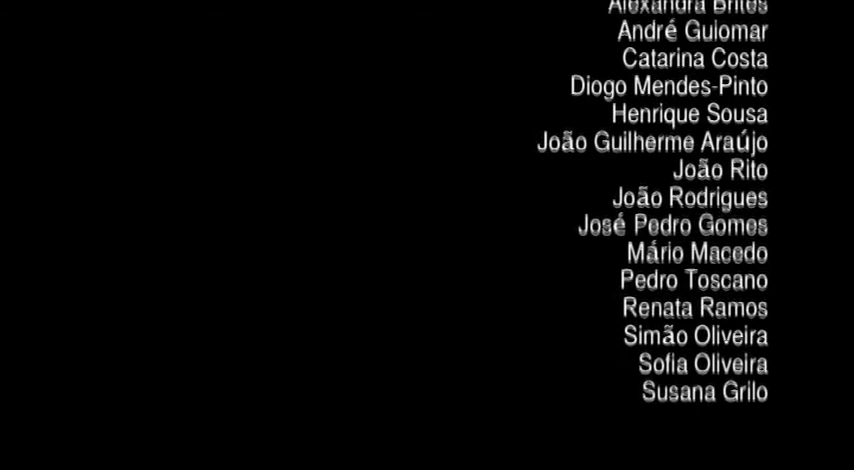 Alexandra Brites
André Guiomar
Catarina Costa
Diogo Mendes-Pinto
Henrique Sousa
João Guilherme Araújo
João Rito
João Rodrigues
José Pedro Gomes
Mário Macedo
Pedro Toscano
Renata Ramos
Simão Oliveira
Sofia Oliveira
Susana Grilo